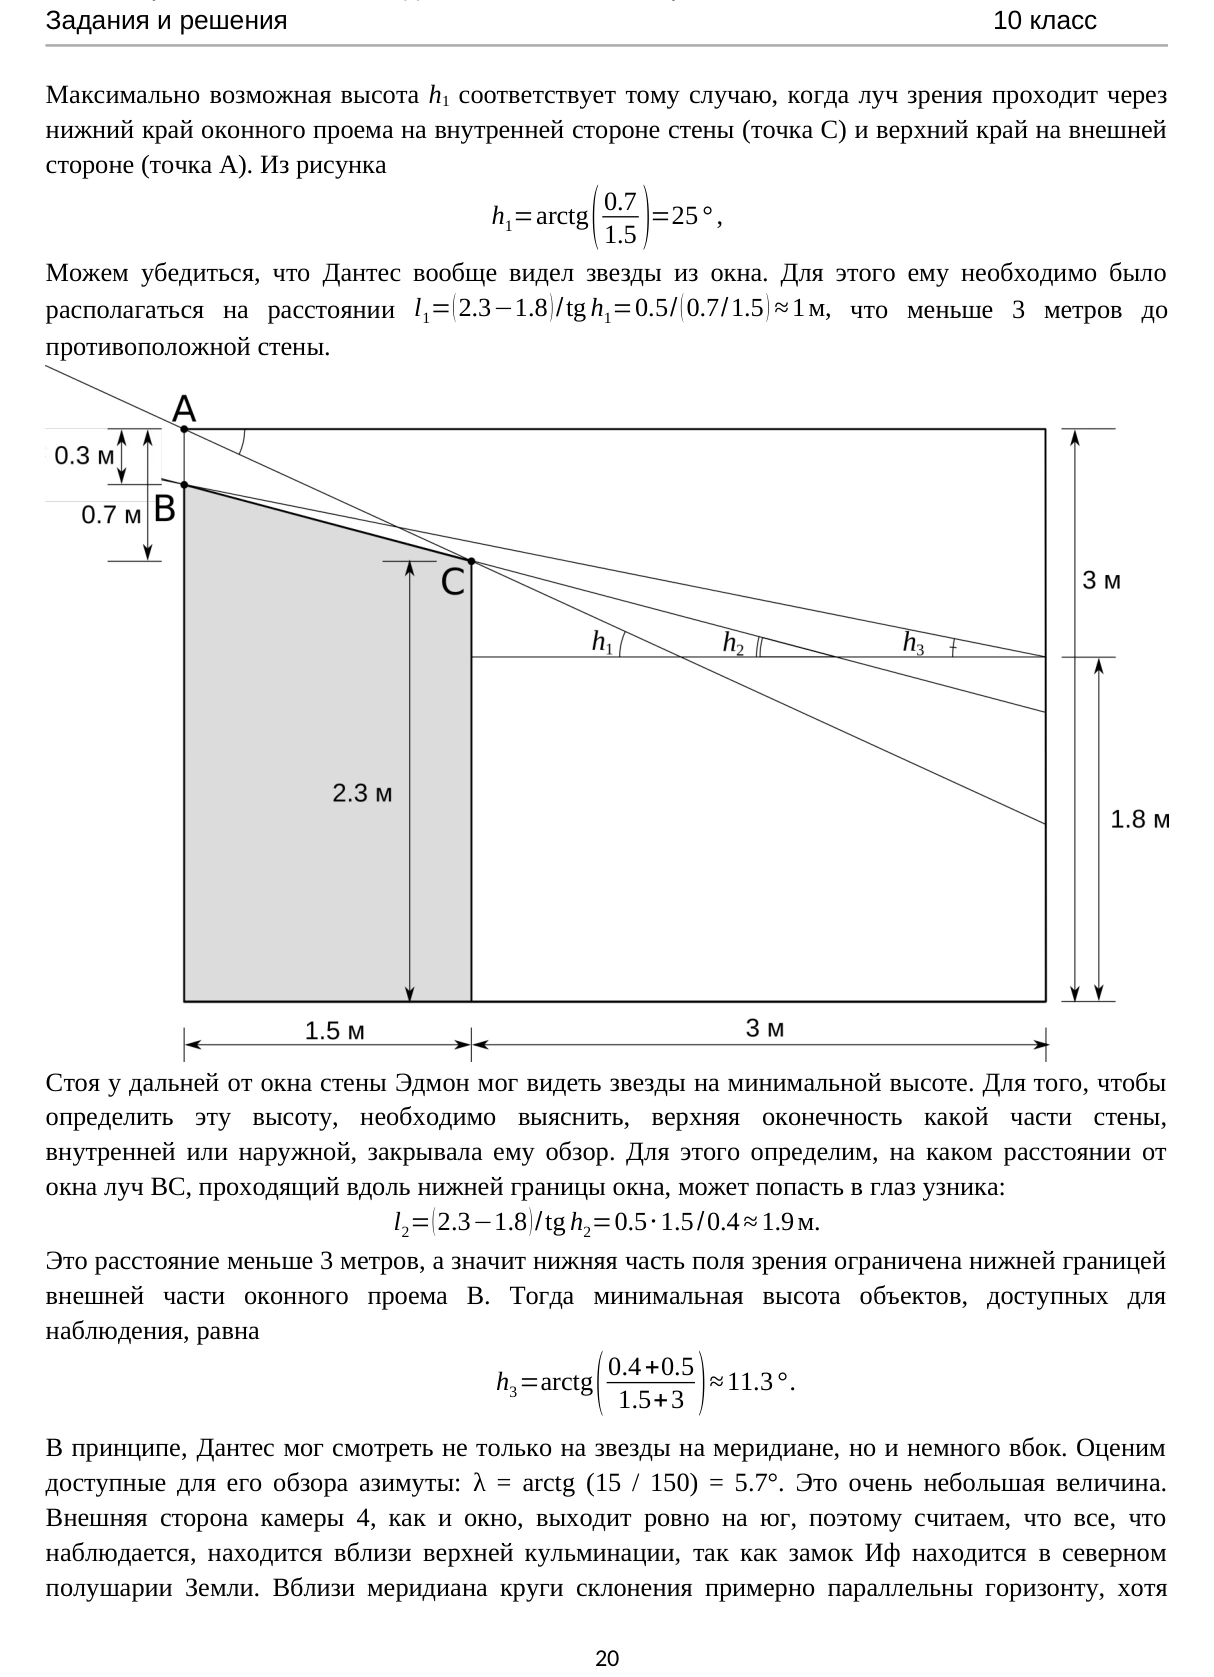 Задания и решения 10 класс
Максимально возможная высота h₁ соответствует тому случаю, когда луч зрения проходит через
нижний край оконного проема на внутренней стороне стены (точка С) и верхний край на внешней
стороне (точка А). Из рисунка
h₁=arctg(0.7/1.5)=25°,
Можем убедиться, что Дантес вообще видел звезды из окна. Для этого ему необходимо было
располагаться на расстоянии l₁=(2.3−1.8)/tg h₁=0.5/(0.7/1.5)≈1 м, что меньше 3 метров до
противоположной стены.
A
0.3 м
B
0.7 м
C
3 м
h₁ h₂ h₃
2.3 м
1.8 м
1.5 м 3 м
Стоя у дальней от окна стены Эдмон мог видеть звезды на минимальной высоте. Для того, чтобы
определить эту высоту, необходимо выяснить, верхняя оконечность какой части стены,
внутренней или наружной, закрывала ему обзор. Для этого определим, на каком расстоянии от
окна луч ВС, проходящий вдоль нижней границы окна, может попасть в глаз узника:
l₂=(2.3−1.8)/tg h₂=0.5·1.5/0.4≈1.9 м.
Это расстояние меньше 3 метров, а значит нижняя часть поля зрения ограничена нижней границей
внешней части оконного проема В. Тогда минимальная высота объектов, доступных для
наблюдения, равна
h₃=arctg((0.4+0.5)/(1.5+3))≈11.3°.
В принципе, Дантес мог смотреть не только на звезды на меридиане, но и немного вбок. Оценим
доступные для его обзора азимуты: λ = arctg (15 / 150) = 5.7°. Это очень небольшая величина.
Внешняя сторона камеры 4, как и окно, выходит ровно на юг, поэтому считаем, что все, что
наблюдается, находится вблизи верхней кульминации, так как замок Иф находится в северном
полушарии Земли. Вблизи меридиана круги склонения примерно параллельны горизонту, хотя
20